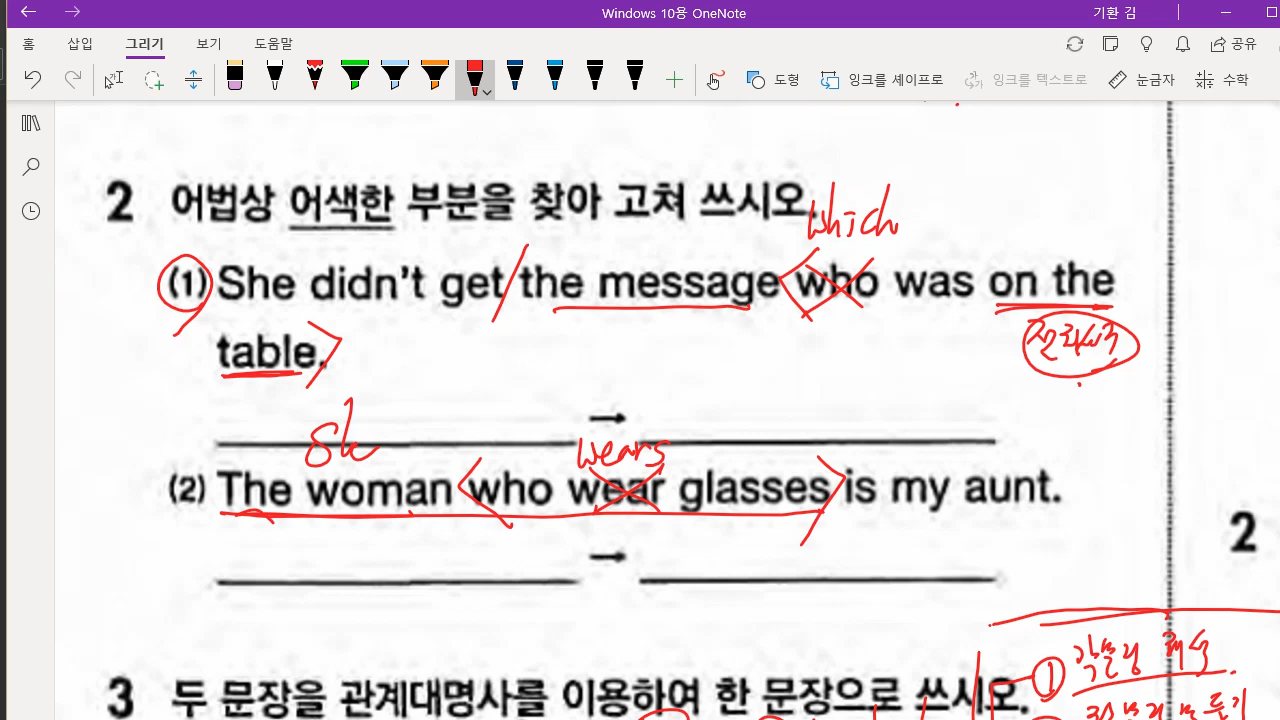 Windows 10용 OneNote
기환 김
홈 삽입 그리기 보기 도움말
공유
도형 잉크를 셰이프로 잉크를 텍스트로 눈금자 수학
2 어법상 어색한 부분을 찾아 고쳐 쓰시오.
which
(1) She didn't get the message who was on the
table.
전치사구
→
She
wears
(2) The woman who wear glasses is my aunt.
→
2
①
3 두 문장을 관계대명사를 이용하여 한 문장으로 쓰시오.